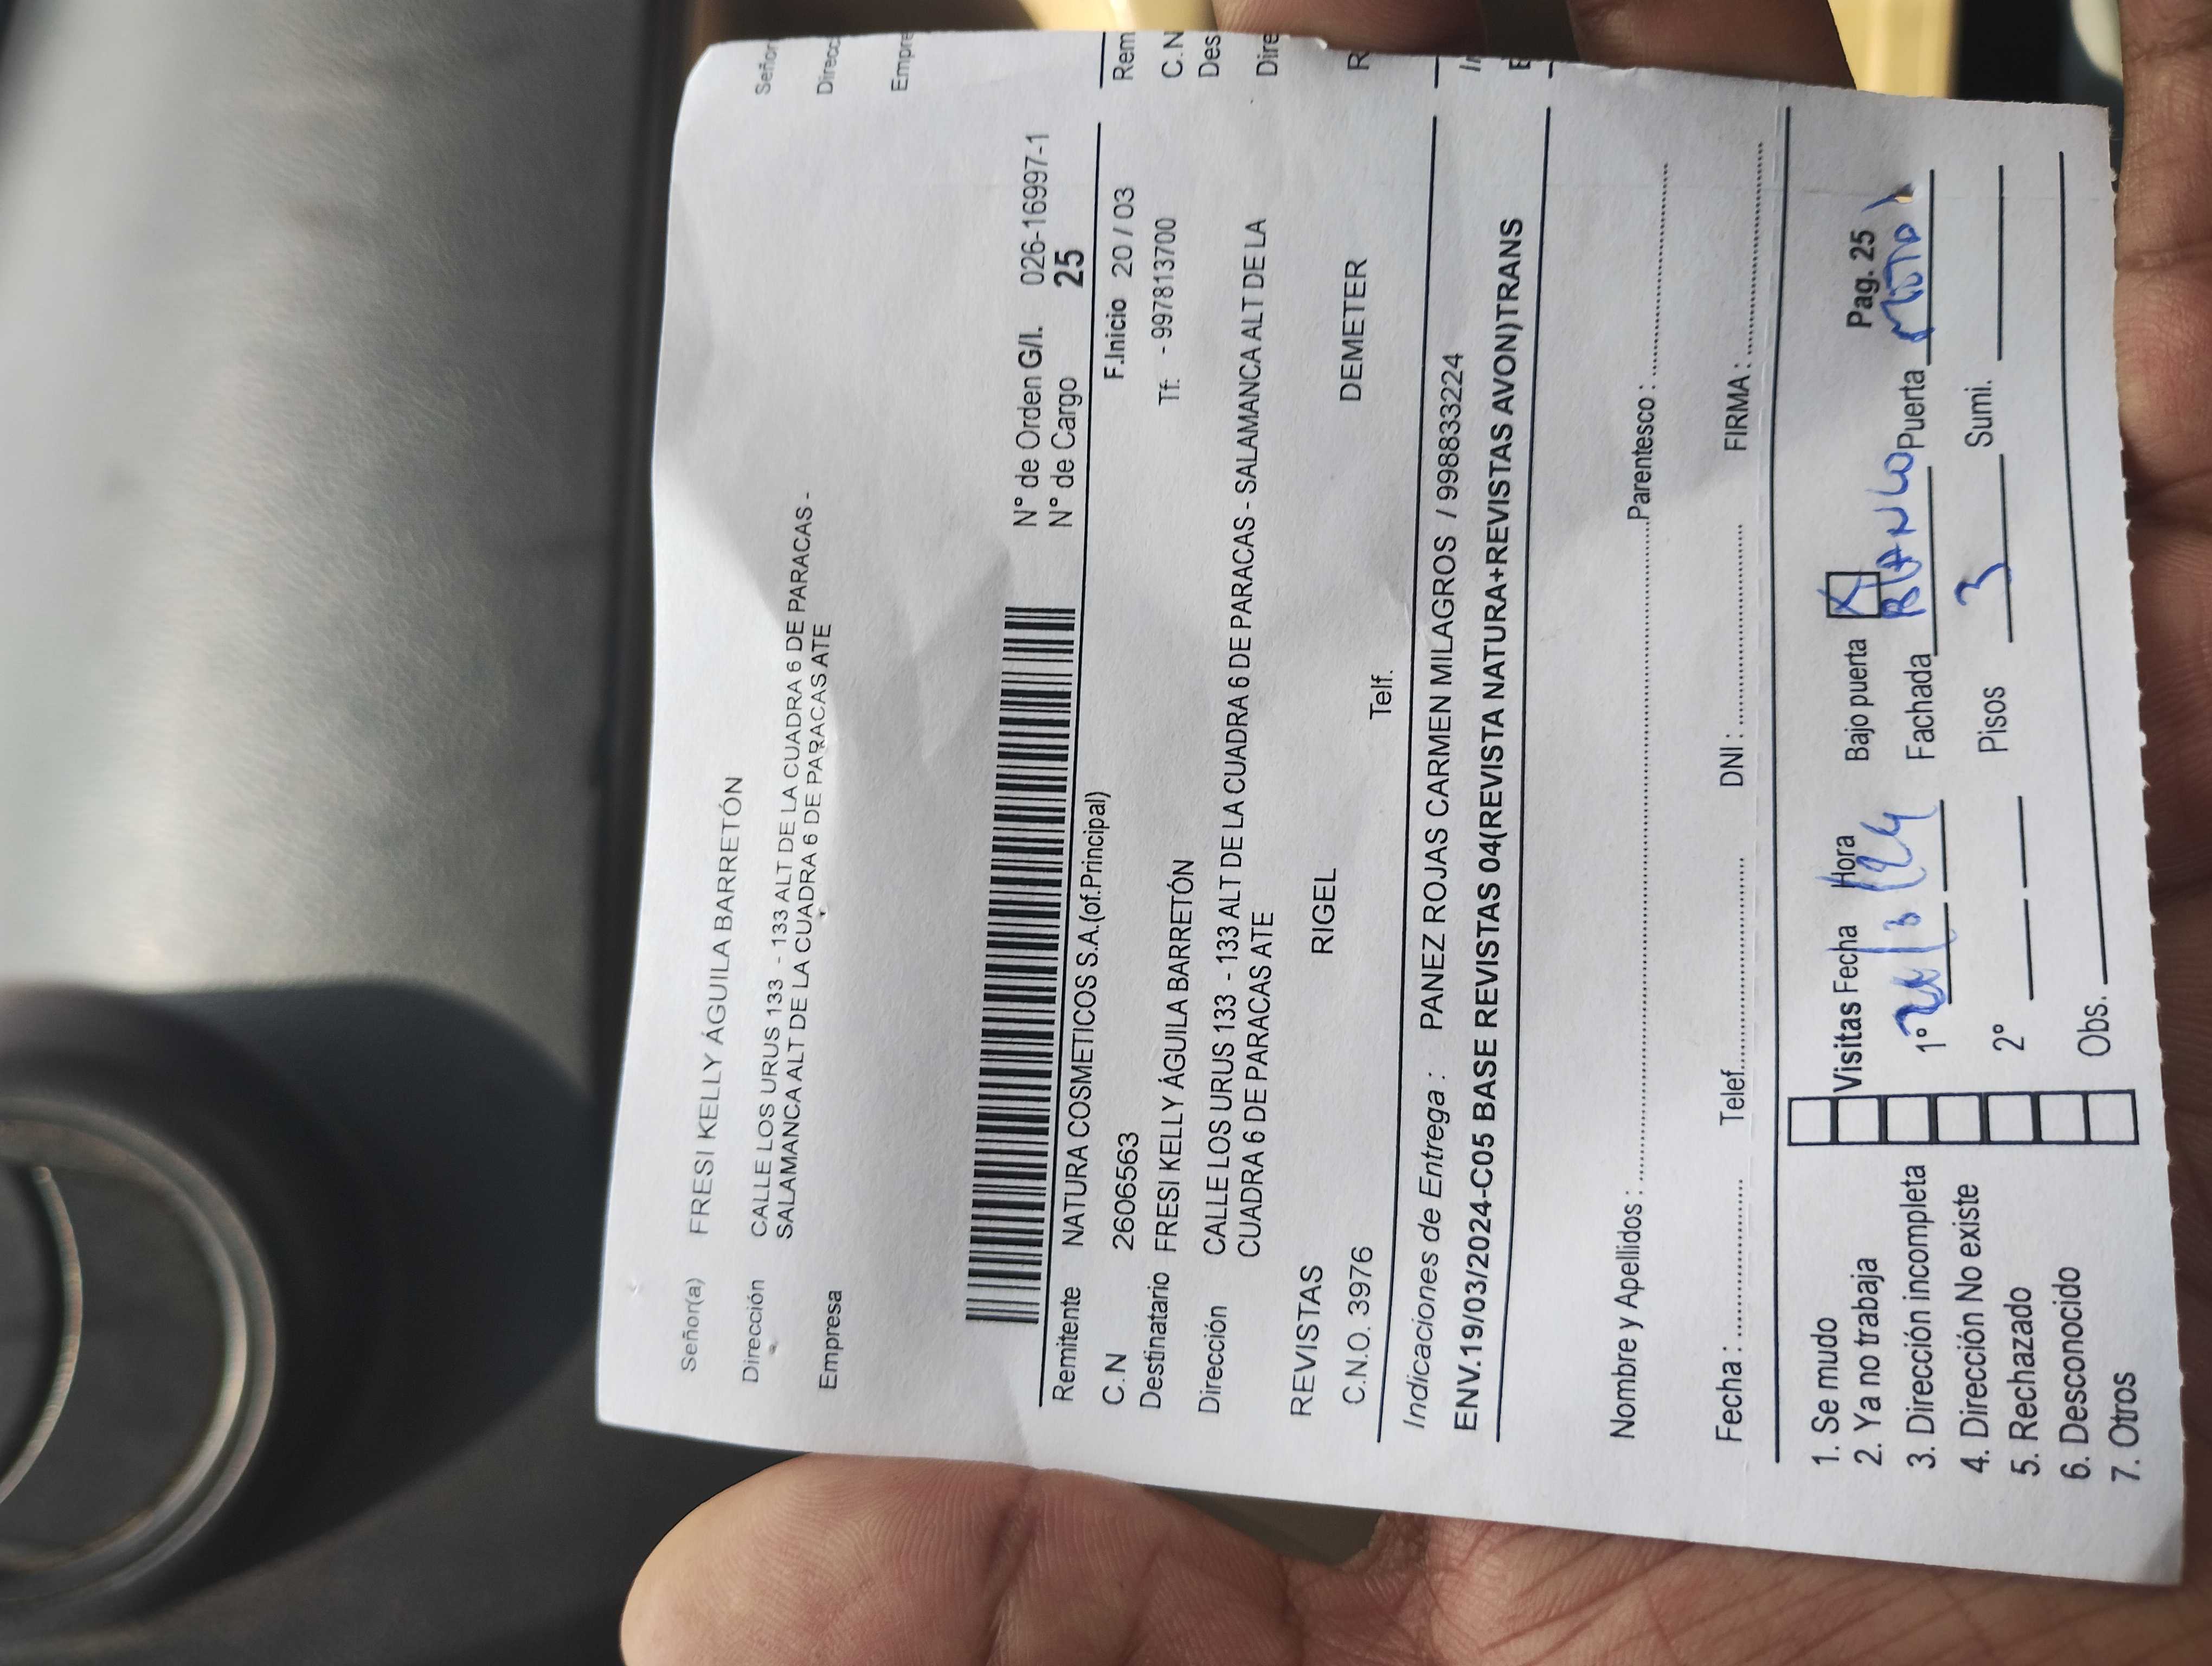 Señor(a) FRESI KELLY ÁGUILA BARRETÓN
Dirección CALLE LOS URUS 133 - 133 ALT DE LA CUADRA 6 DE PARACAS -
SALAMANCA ALT DE LA CUADRA 6 DE PARACAS ATE
Empresa
N° de Orden G/I. 026-16997-1
N° de Cargo 25
Remitente NATURA COSMETICOS S.A.(of.Principal) F.Inicio 20 / 03
C.N 2606563 Tf. - 997813700
Destinatario FRESI KELLY ÁGUILA BARRETÓN
Dirección CALLE LOS URUS 133 - 133 ALT DE LA CUADRA 6 DE PARACAS - SALAMANCA ALT DE LA
CUADRA 6 DE PARACAS ATE
REVISTAS RIGEL DEMETER
C.N.O. 3976 Telf.
Indicaciones de Entrega : PANEZ ROJAS CARMEN MILAGROS / 998833224
ENV.19/03/2024-C05 BASE REVISTAS 04(REVISTA NATURA+REVISTAS AVON)TRANS
Nombre y Apellidos : Parentesco :
Fecha : Telef. DNI : FIRMA :
1. Se mudo
2. Ya no trabaja
3. Dirección incompleta
4. Dirección No existe
5. Rechazado
6. Desconocido
7. Otros
Visitas Fecha Hora Bajo puerta X Pag. 25
1° Fachada BLANCO Puerta
2° Pisos 3 Sumi.
Obs.
Señor
Direcc
Empre
Rem
C.N
Des
Dire
R